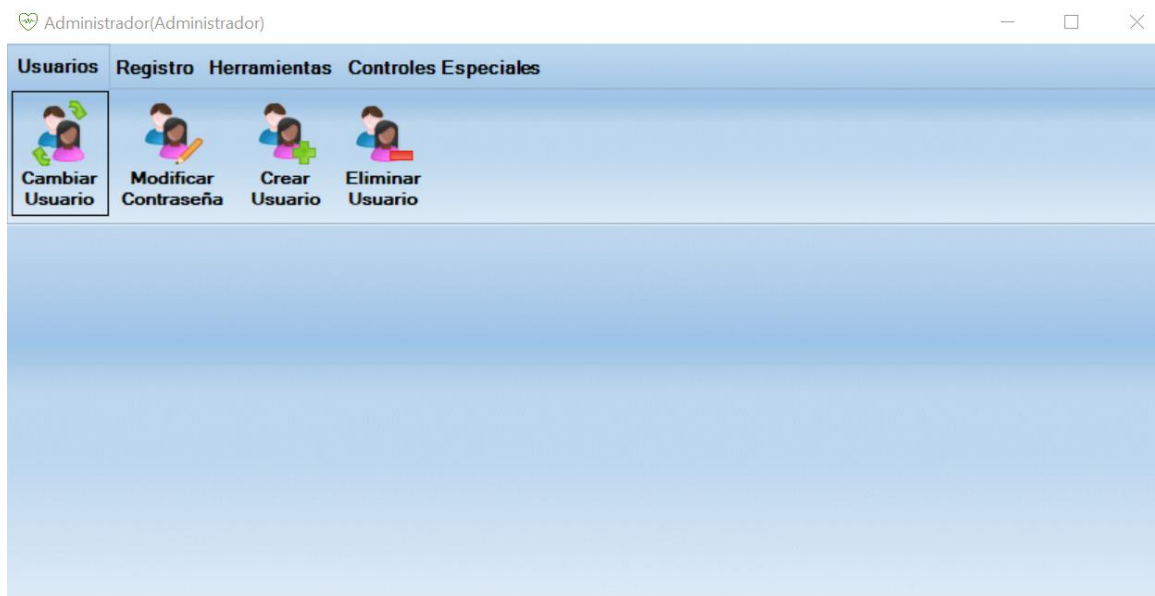 Administrador(Administrador)
Usuarios Registro Herramientas Controles Especiales
Cambiar Usuario
Modificar Contraseña
Crear Usuario
Eliminar Usuario